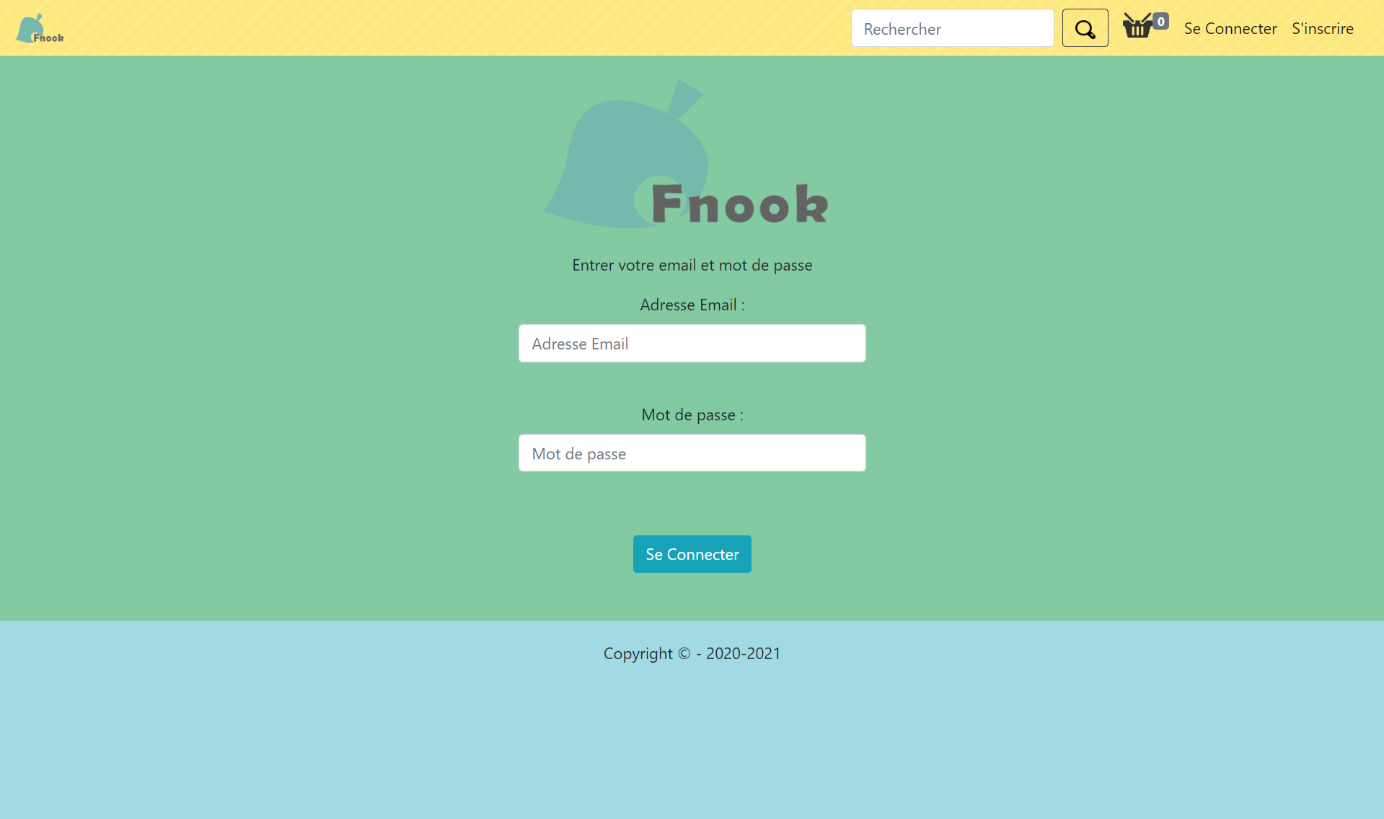 Fnook
Rechercher
0
Se Connecter
S'inscrire
Fnook
Entrer votre email et mot de passe
Adresse Email :
Adresse Email
Mot de passe :
Mot de passe
Se Connecter
Copyright © - 2020-2021